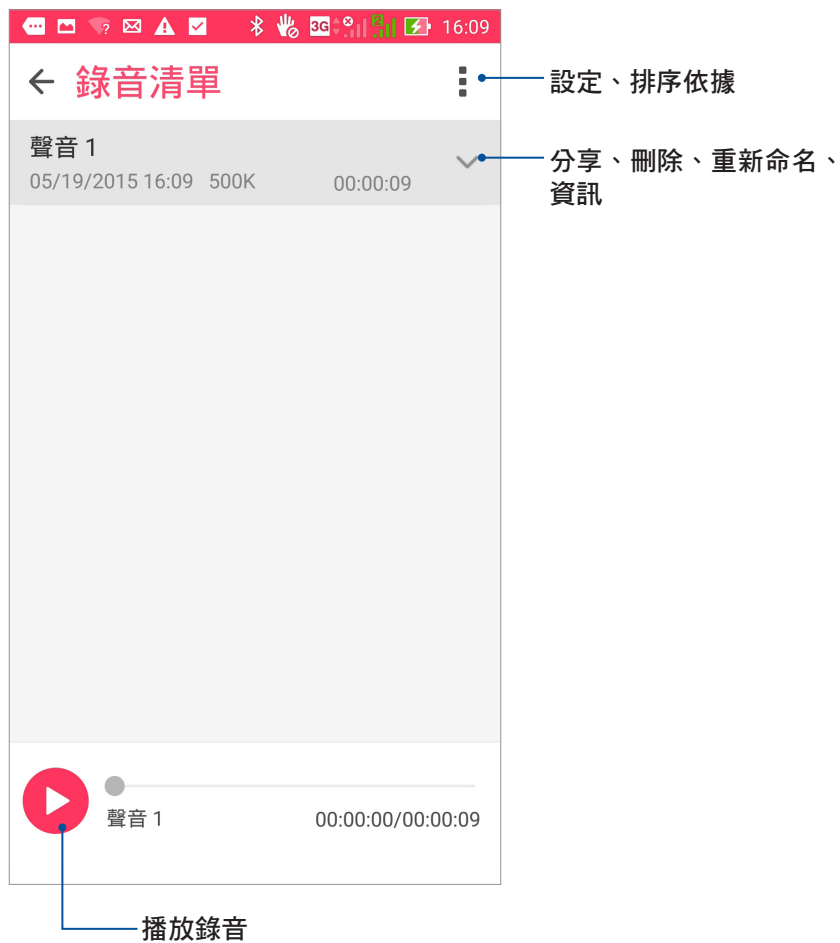 3G 2 16:09
錄音清單
設定、排序依據
聲音 1
05/19/2015 16:09 500K 00:00:09
分享、刪除、重新命名、
資訊
聲音 1 00:00:00/00:00:09
播放錄音